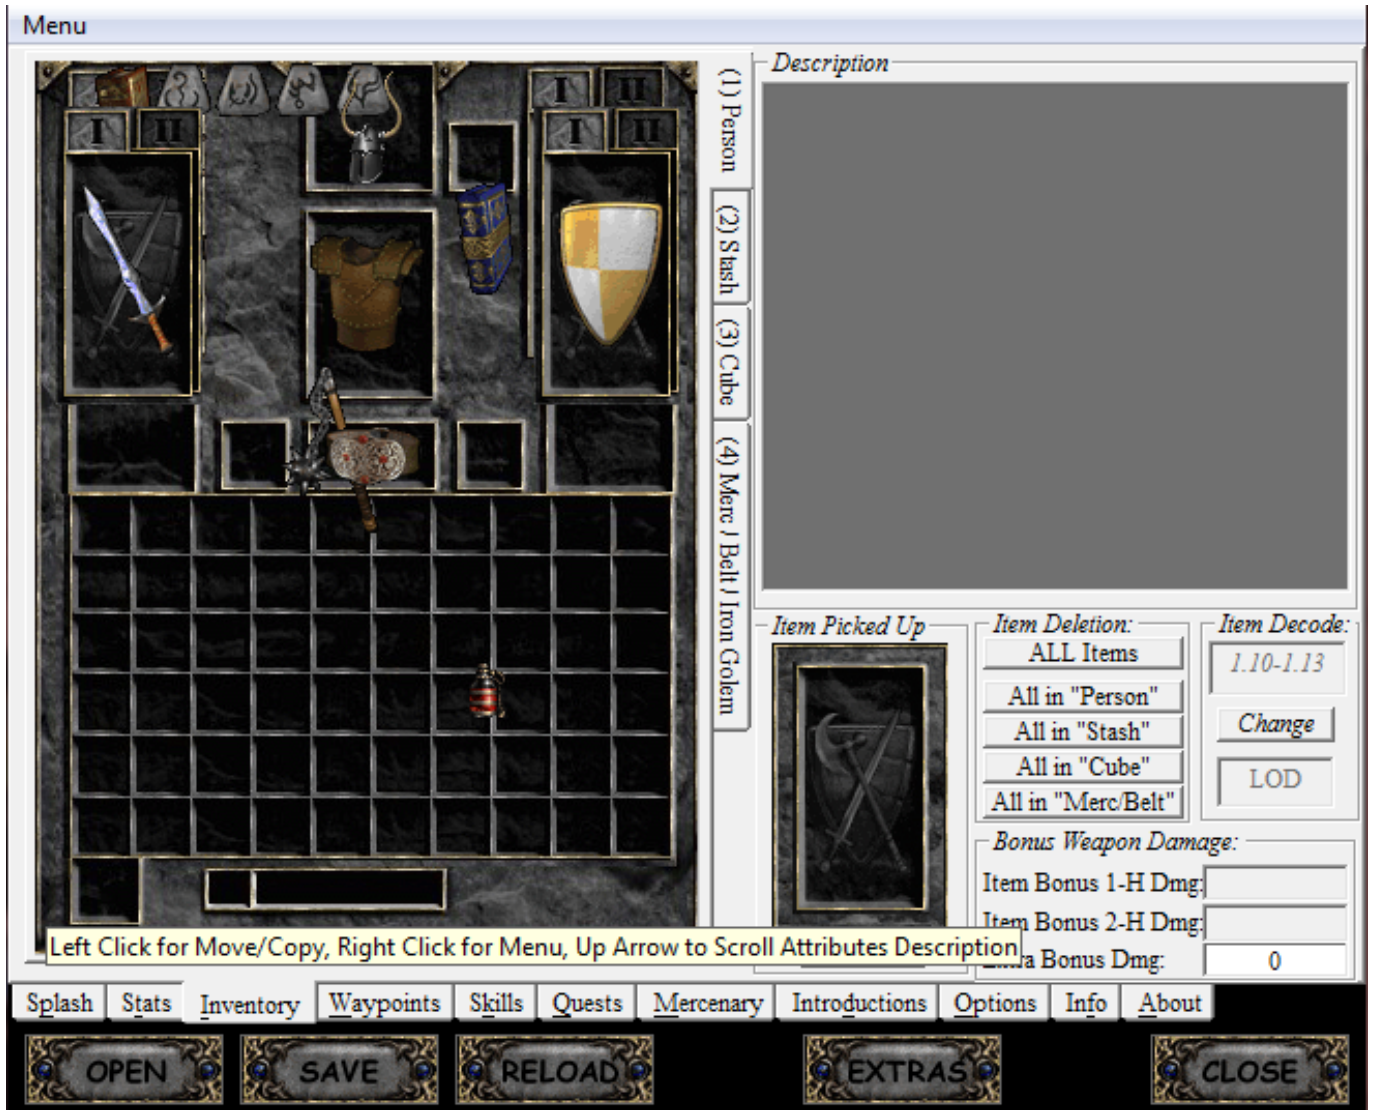 Menu
Description
I
II
I
II
I
II
I
II
(1) Person
(2) Stash
(3) Cube
(4) Merc / Belt / Iron Golem
Item Picked Up
Item Deletion:
ALL Items
All in "Person"
All in "Stash"
All in "Cube"
All in "Merc/Belt"
Item Decode:
1.10-1.13
Change
LOD
Bonus Weapon Damage:
Item Bonus 1-H Dmg:
Item Bonus 2-H Dmg:
Bonus Dmg: 0
Left Click for Move/Copy, Right Click for Menu, Up Arrow to Scroll Attributes Description
Splash Stats Inventory Waypoints Skills Quests Mercenary Introductions Options Info About
OPEN SAVE RELOAD EXTRAS CLOSE